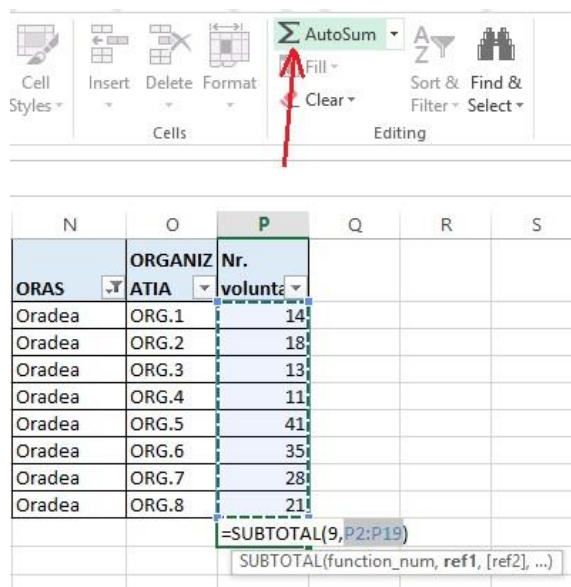 Σ AutoSum
Fill
Clear
Cell Styles
Insert
Delete
Format
A Z
Sort & Filter
Find & Select
Cells
Editing
N O P Q R S
ORAS ORGANIZ ATIA Nr. volunta
Oradea ORG.1 14
Oradea ORG.2 18
Oradea ORG.3 13
Oradea ORG.4 11
Oradea ORG.5 41
Oradea ORG.6 35
Oradea ORG.7 28
Oradea ORG.8 21
=SUBTOTAL(9,P2:P19)
SUBTOTAL(function_num, ref1, [ref2], ...)